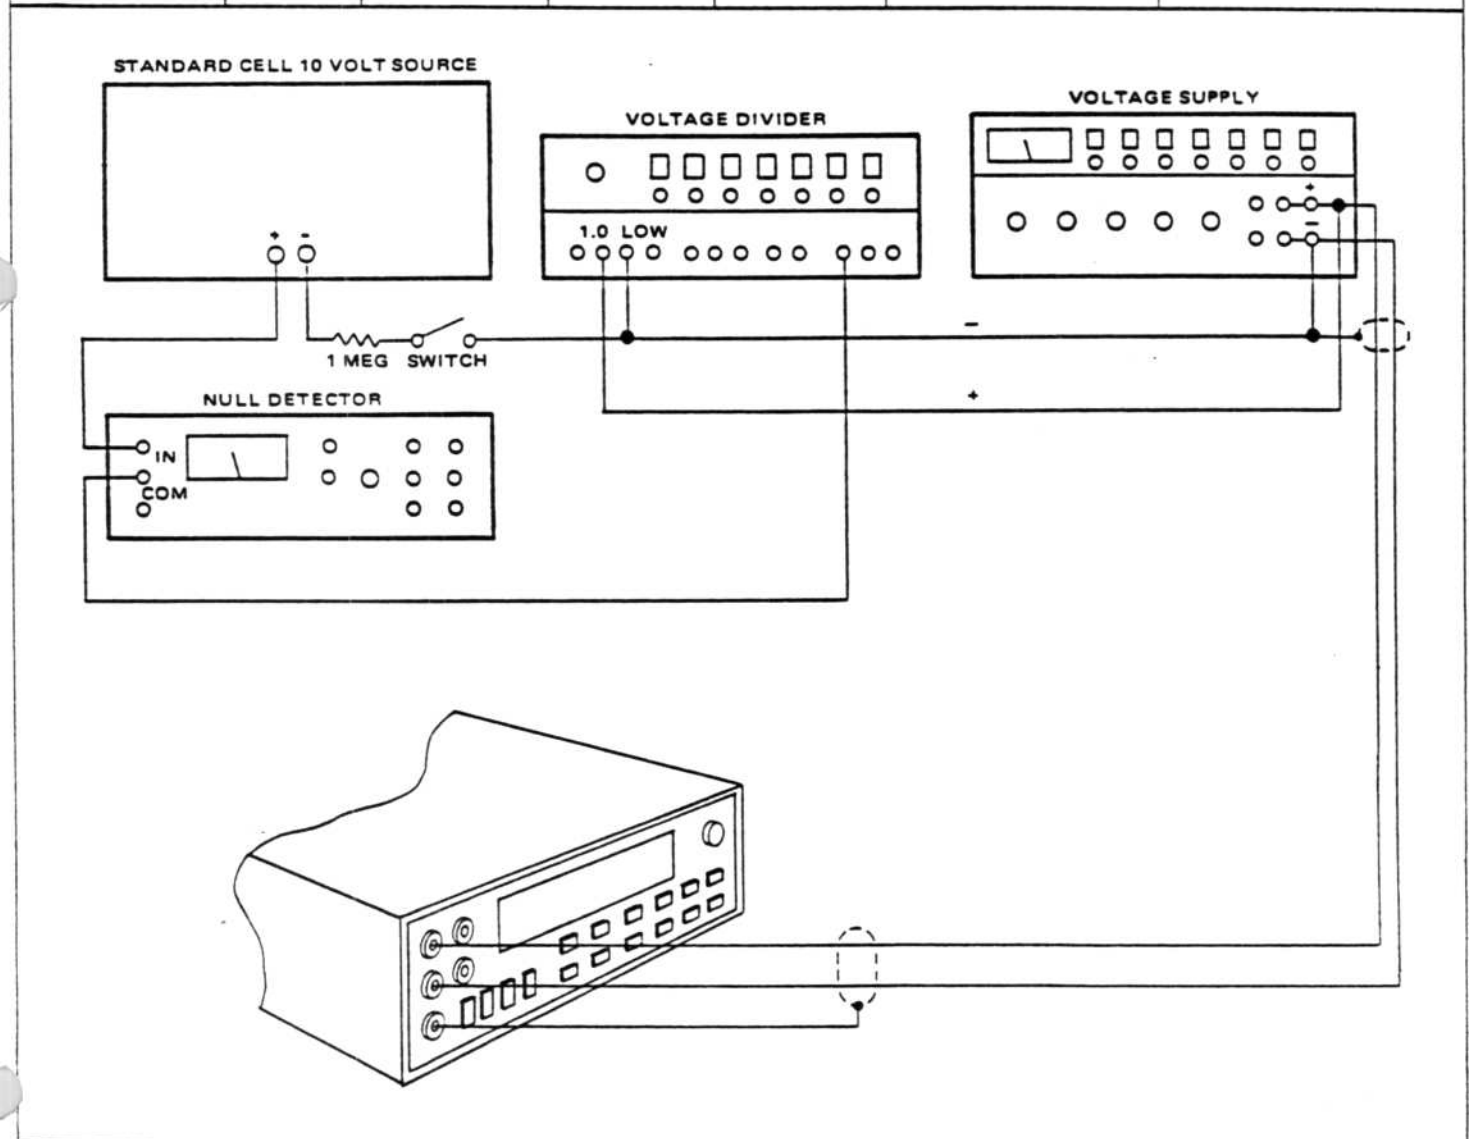 STANDARD CELL 10 VOLT SOURCE
+ -
VOLTAGE DIVIDER
1.0 LOW
VOLTAGE SUPPLY
+
-
1 MEG SWITCH
-
+
NULL DETECTOR
IN
COM